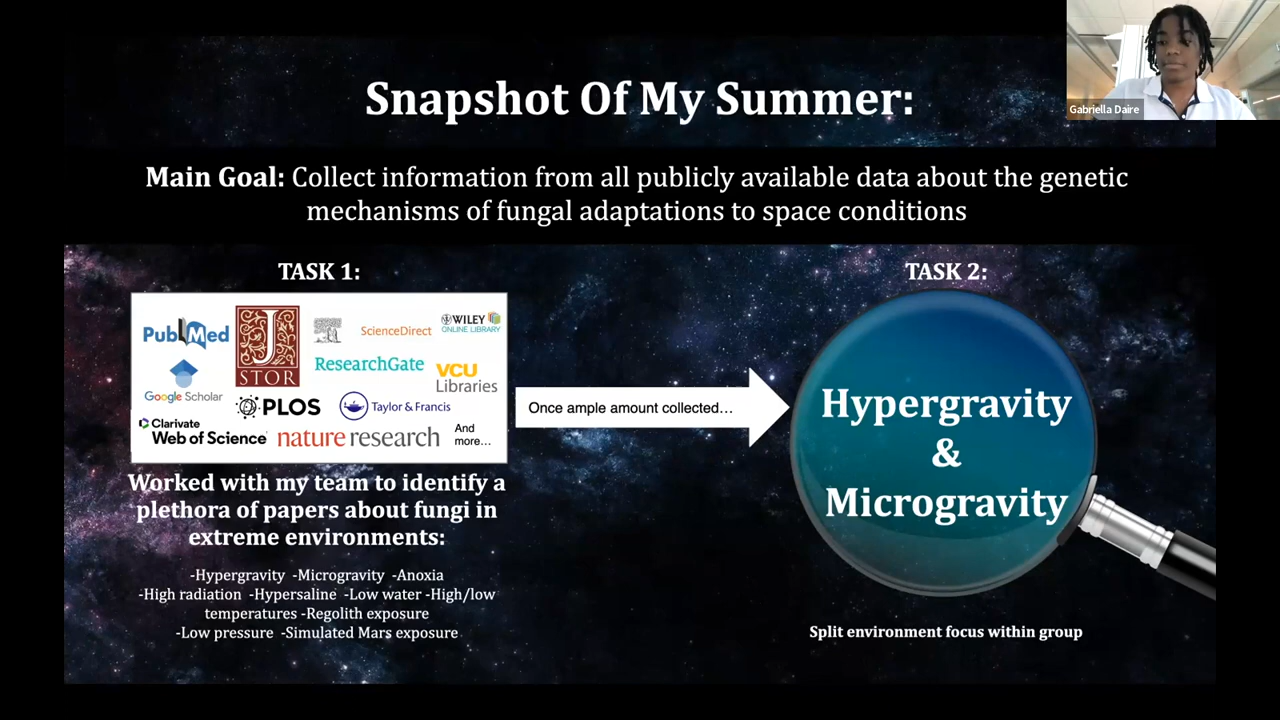 Gabriella Daire
Snapshot Of My Summer:
Main Goal: Collect information from all publicly available data about the genetic
mechanisms of fungal adaptations to space conditions
TASK 1:
PubMed
JSTOR
ScienceDirect
WILEY
ONLINE LIBRARY
ResearchGate
VCU
Libraries
Google Scholar
PLOS
Taylor & Francis
Clarivate
Web of Science
nature research
And
more...
Worked with my team to identify a
plethora of papers about fungi in
extreme environments:
-Hypergravity -Microgravity -Anoxia
-High radiation -Hypersaline -Low water -High/low
temperatures -Regolith exposure
-Low pressure -Simulated Mars exposure
Once ample amount collected...
TASK 2:
Hypergravity
&
Microgravity
Split environment focus within group